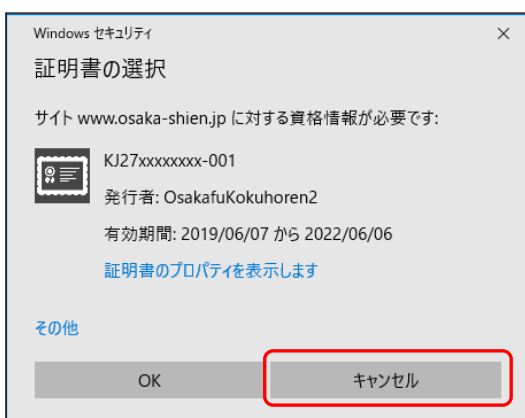 Windows セキュリティ
証明書の選択
サイト www.osaka-shien.jp に対する資格情報が必要です:
KJ27xxxxxxxx-001
発行者: OsakafuKokuhoren2
有効期間: 2019/06/07 から 2022/06/06
証明書のプロパティを表示します
その他
OK キャンセル